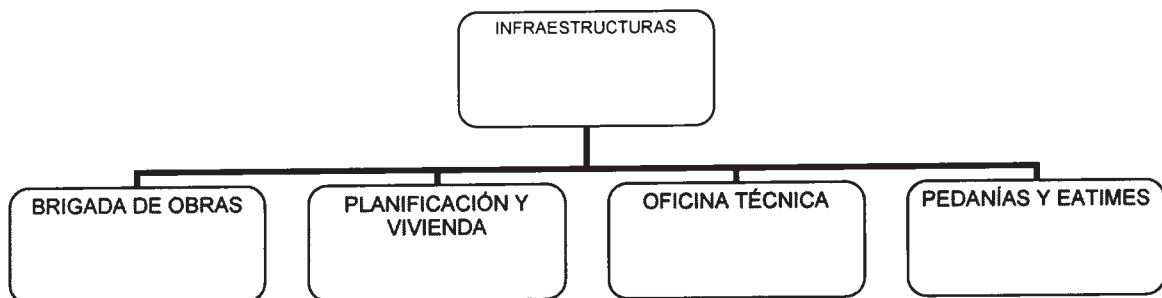 INFRAESTRUCTURAS
BRIGADA DE OBRAS
PLANIFICACIÓN Y
VIVIENDA
OFICINA TÉCNICA
PEDANÍAS Y EATIMES